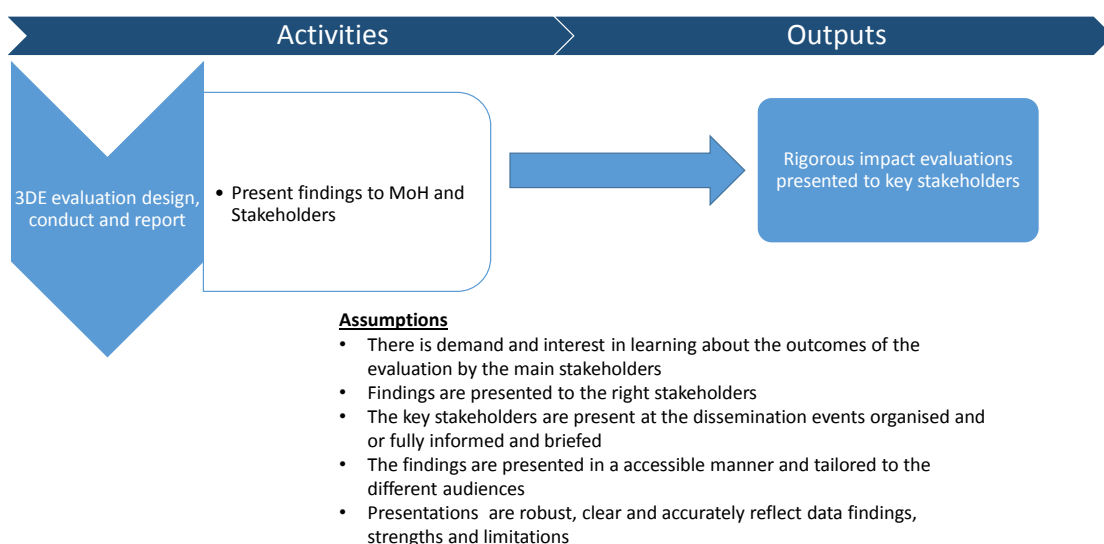 Activities
Outputs
3DE evaluation design,
conduct and report
• Present findings to MoH and
Stakeholders
Rigorous impact evaluations
presented to key stakeholders
Assumptions
• There is demand and interest in learning about the outcomes of the
evaluation by the main stakeholders
• Findings are presented to the right stakeholders
• The key stakeholders are present at the dissemination events organised and
or fully informed and briefed
• The findings are presented in a accessible manner and tailored to the
different audiences
• Presentations are robust, clear and accurately reflect data findings,
strengths and limitations